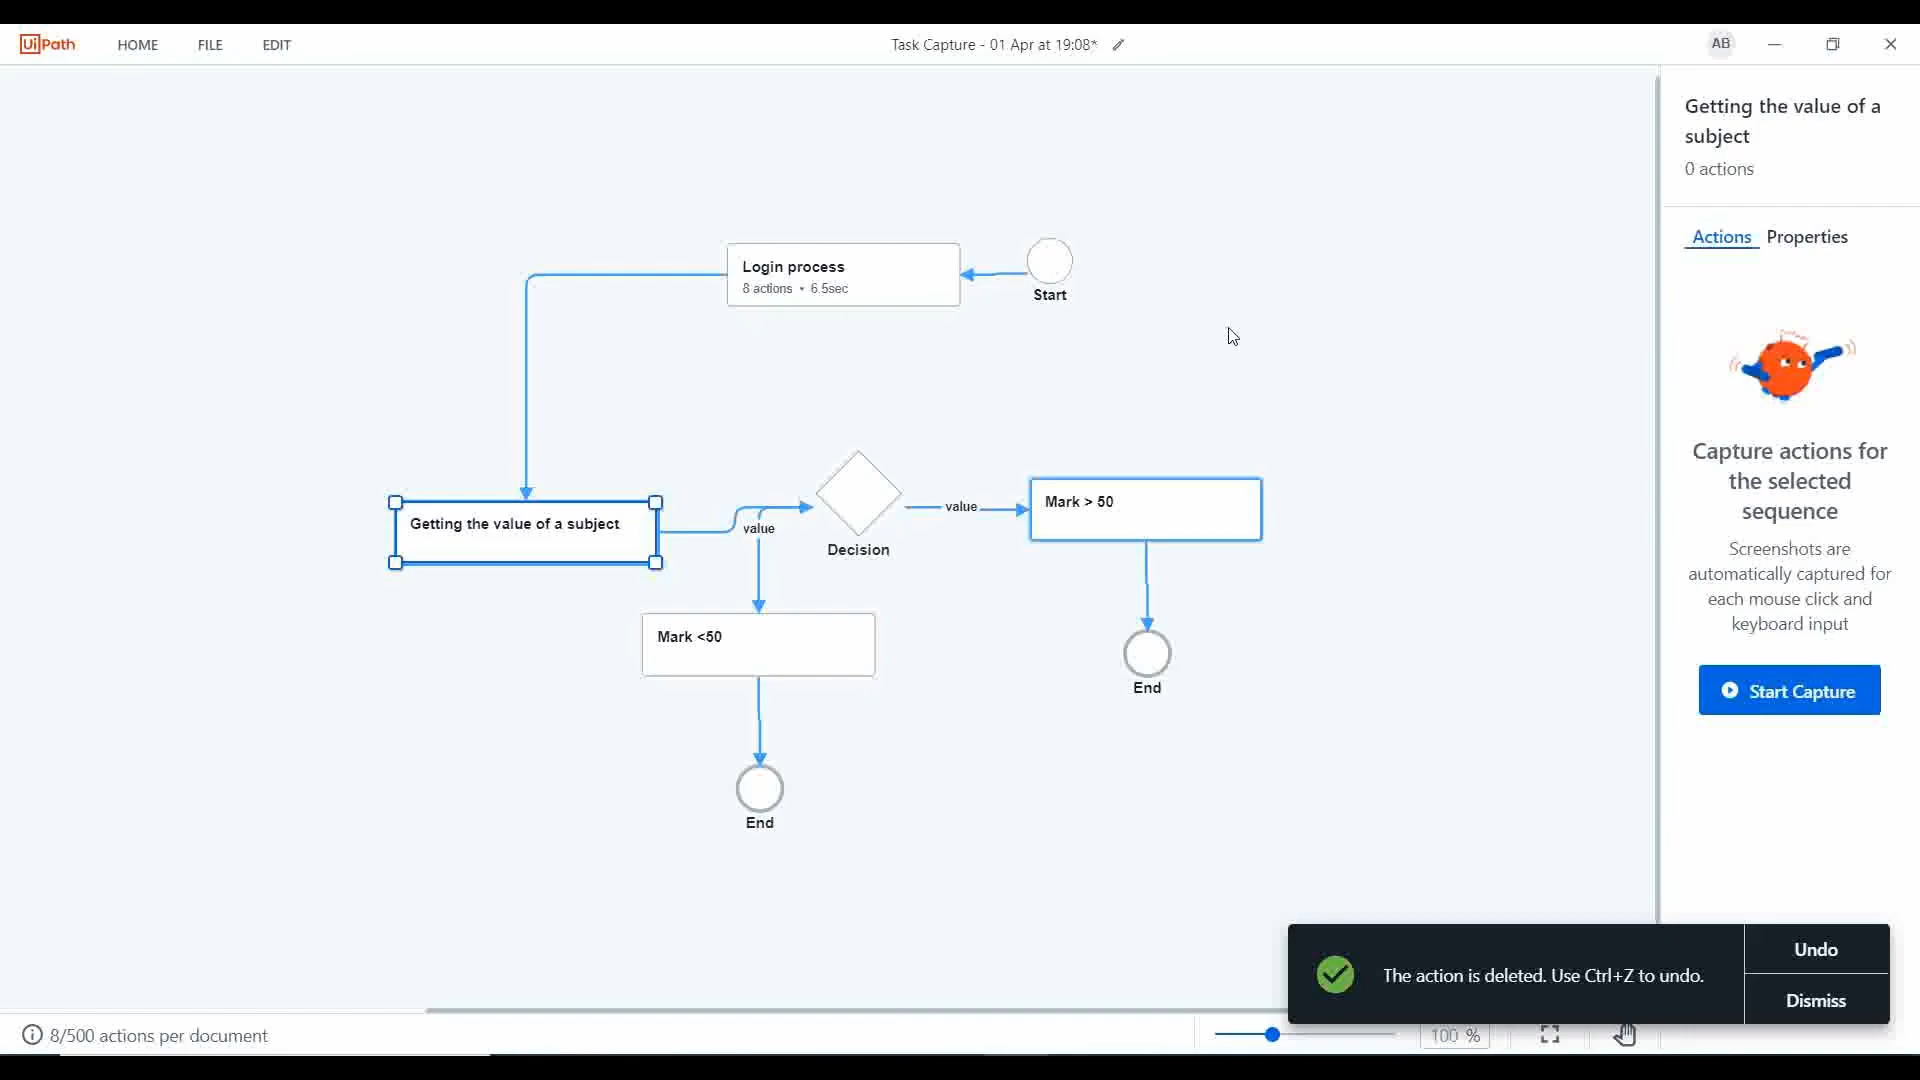 UiPath HOME FILE EDIT Task Capture - 01 Apr at 19:08* AB
Getting the value of a
subject
0 actions
Actions Properties
Login process
8 actions • 6.5sec
Start
Getting the value of a subject
value
Decision
value
Mark > 50
Mark <50
End
End
Capture actions for
the selected
sequence
Screenshots are
automatically captured for
each mouse click and
keyboard input
Start Capture
The action is deleted. Use Ctrl+Z to undo.
Undo
Dismiss
8/500 actions per document
100 %